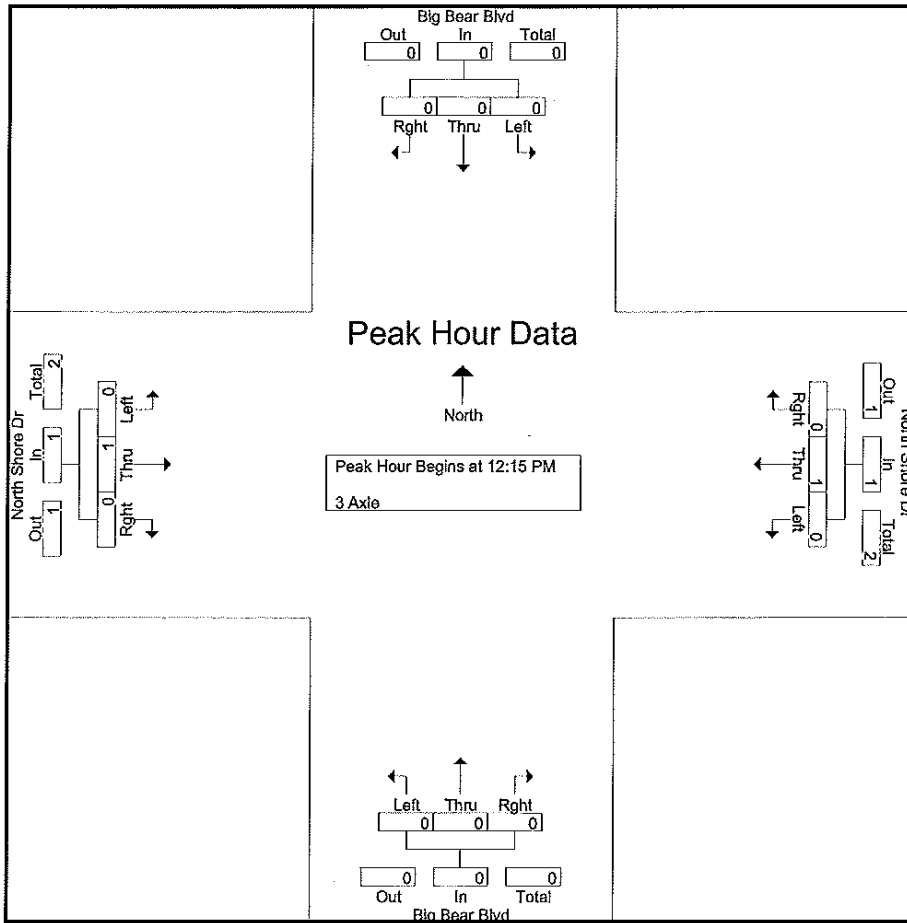 Big Bear Blvd
Out In Total
0 0 0
0 0 0
Rght Thru Left
Peak Hour Data
North
Peak Hour Begins at 12:15 PM
3 Axle
North Shore Dr
Out In Total
1 1 2
Rght Thru Left
0 1 0
Out In Total
1 1 2
Rght Thru Left
0 1 0
North Shore Dr
Left Thru Rght
0 0 0
0 0 0
Out In Total
Big Bear Blvd